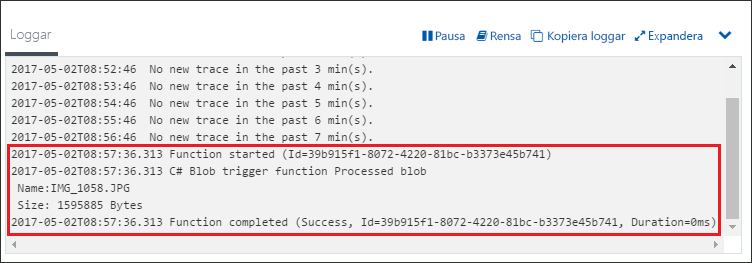 Loggar
Pausa Rensa Kopiera loggar Expandera
2017-05-02T08:52:46 No new trace in the past 3 min(s).
2017-05-02T08:53:46 No new trace in the past 4 min(s).
2017-05-02T08:54:46 No new trace in the past 5 min(s).
2017-05-02T08:55:46 No new trace in the past 6 min(s).
2017-05-02T08:56:46 No new trace in the past 7 min(s).
2017-05-02T08:57:36.313 Function started (Id=39b915f1-8072-4220-81bc-b3373e45b741)
2017-05-02T08:57:36.313 C# Blob trigger function Processed blob
Name:IMG_1058.JPG
Size: 1595885 Bytes
2017-05-02T08:57:36.313 Function completed (Success, Id=39b915f1-8072-4220-81bc-b3373e45b741, Duration=0ms)